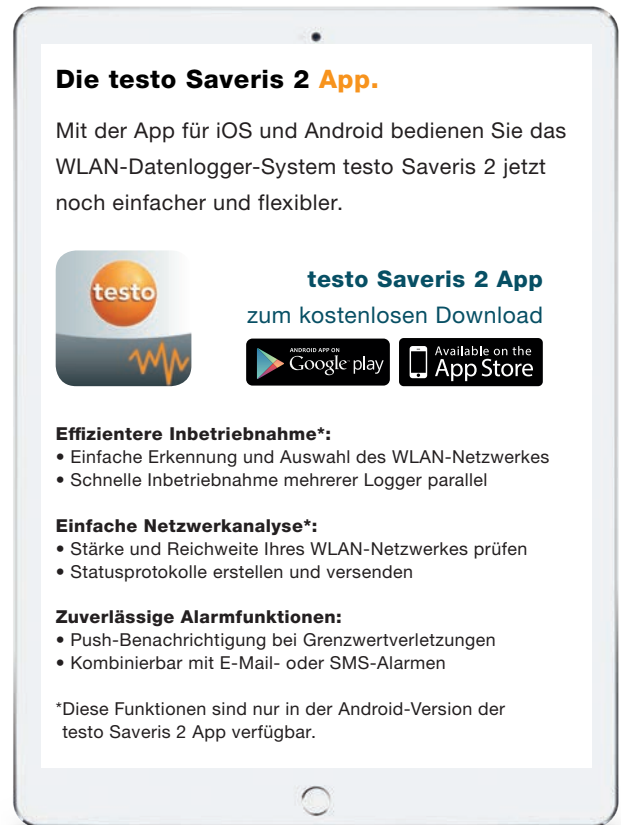 Die testo Saveris 2 App.
Mit der App für iOS und Android bedienen Sie das
WLAN-Datenlogger-System testo Saveris 2 jetzt
noch einfacher und flexibler.
testo
testo Saveris 2 App
zum kostenlosen Download
ANDROID APP ON
Google play
Available on the
App Store
Effizientere Inbetriebnahme*:
• Einfache Erkennung und Auswahl des WLAN-Netzwerkes
• Schnelle Inbetriebnahme mehrerer Logger parallel
Einfache Netzwerkanalyse*:
• Stärke und Reichweite Ihres WLAN-Netzwerkes prüfen
• Statusprotokolle erstellen und versenden
Zuverlässige Alarmfunktionen:
• Push-Benachrichtigung bei Grenzwertverletzungen
• Kombinierbar mit E-Mail- oder SMS-Alarmen
*Diese Funktionen sind nur in der Android-Version der
testo Saveris 2 App verfügbar.